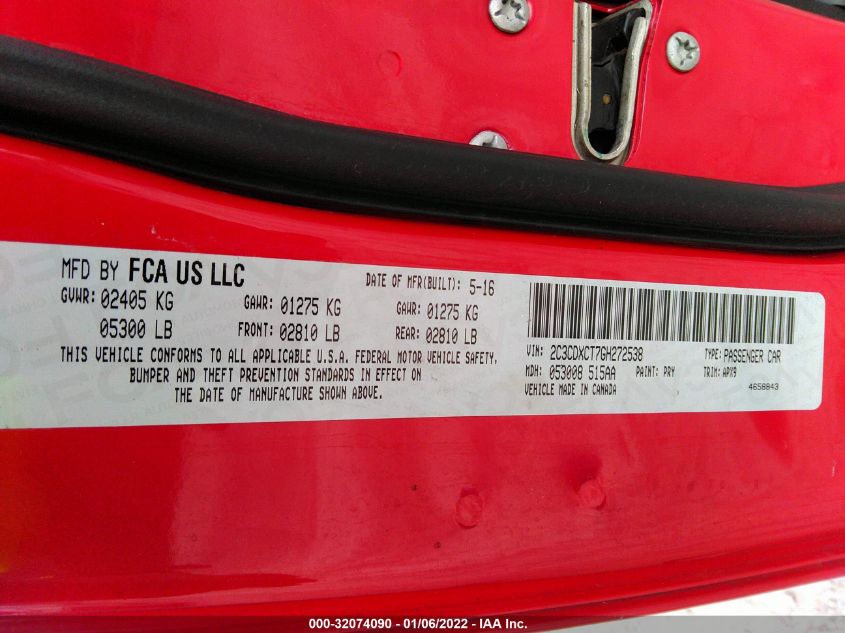 MFD BY FCA US LLC
DATE OF MFR(BUILT): 5-16
GVWR: 02405 KG GAWR: 01275 KG GAWR: 01275 KG
05300 LB FRONT: 02810 LB REAR: 02810 LB
THIS VEHICLE CONFORMS TO ALL APPLICABLE U.S.A. FEDERAL MOTOR VEHICLE SAFETY,
BUMPER AND THEFT PREVENTION STANDARDS IN EFFECT ON
THE DATE OF MANUFACTURE SHOWN ABOVE.
VIN: 2C3CDXCT7GH272538 TYPE: PASSENGER CAR
MDH: 053008 515AA PAINT: PRY TRIM: APX9
VEHICLE MADE IN CANADA 4658843
000-32074090 - 01/06/2022 - IAA Inc.